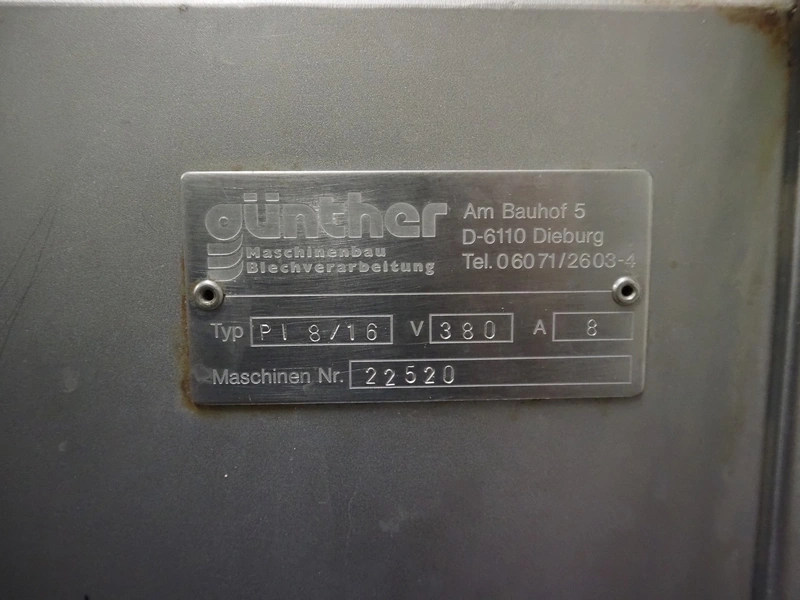 günther
Maschinenbau
Blechverarbeitung
Am Bauhof 5
D-6110 Dieburg
Tel. 06071/2603-4
Typ PI 8/16 V 380 A 8
Maschinen Nr. 22520